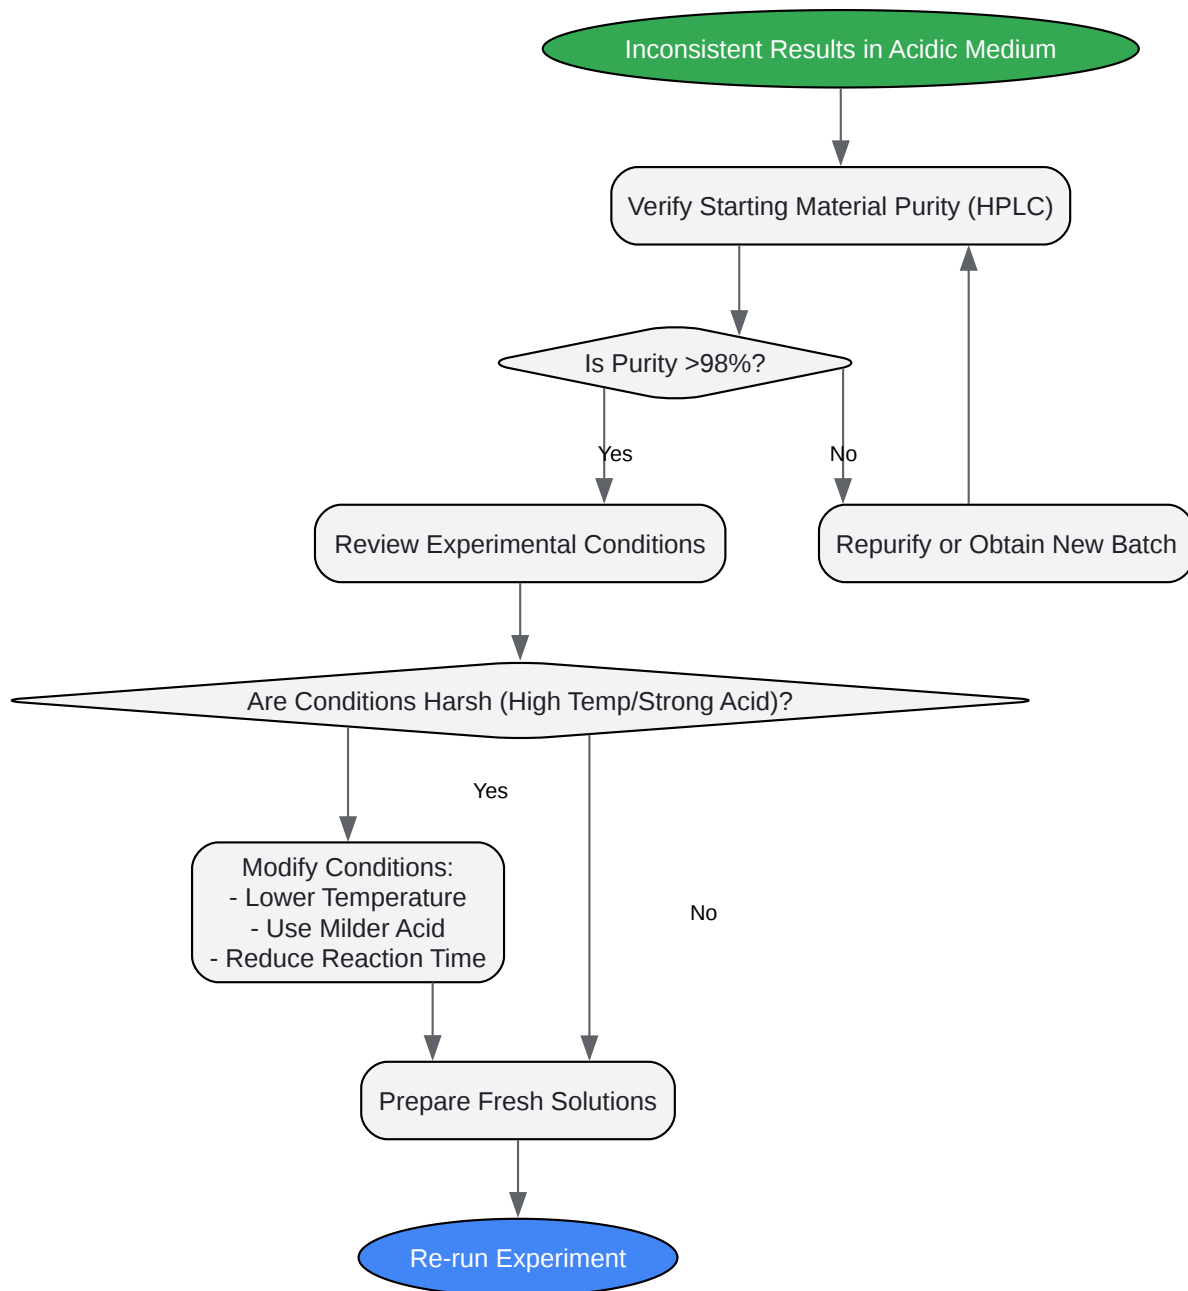 Inconsistent Results in Acidic Medium
Verify Starting Material Purity (HPLC)
Is Purity >98%?
Yes
No
Review Experimental Conditions
Repurify or Obtain New Batch
Are Conditions Harsh (High Temp/Strong Acid)?
Yes
Modify Conditions:
- Lower Temperature
- Use Milder Acid
- Reduce Reaction Time
No
Prepare Fresh Solutions
Re-run Experiment